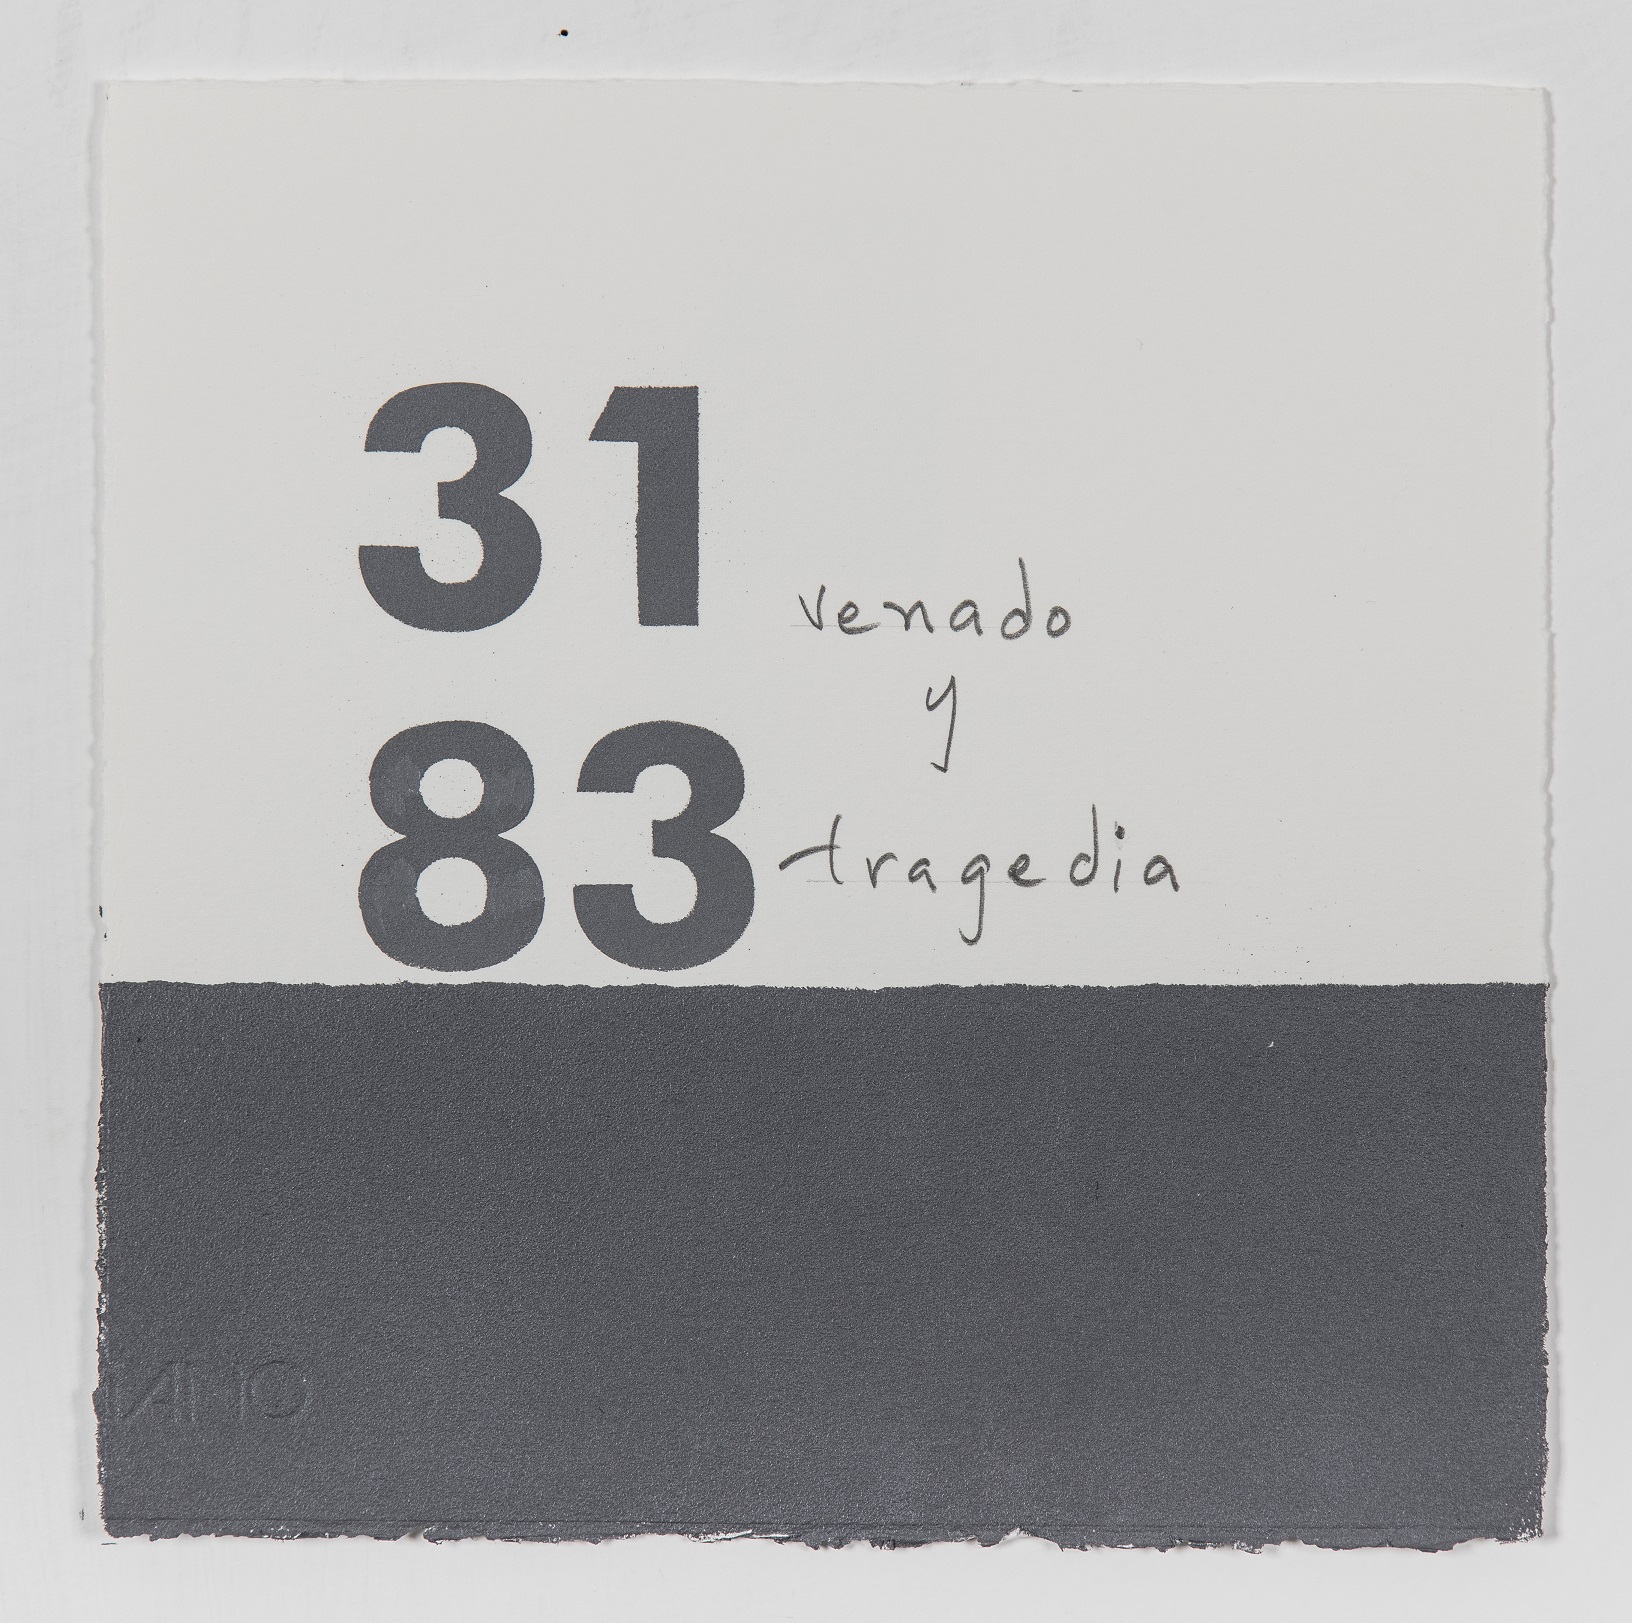 31 venado
y
83 tragedia